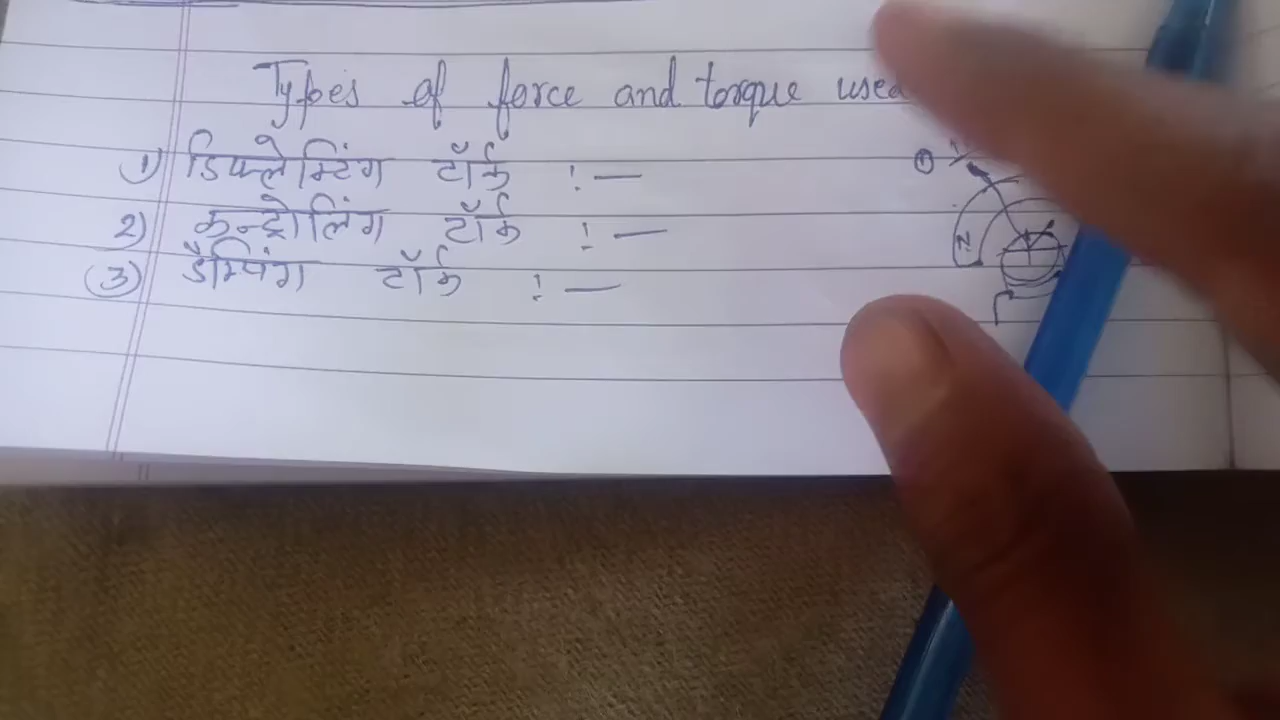 Types of force and torque used
1) डिफ्लेम्टिंग टॉर्क :—
2) कन्ट्रोलिंग टॉर्क :—
(3) डैम्पिंग टॉर्क :—
N